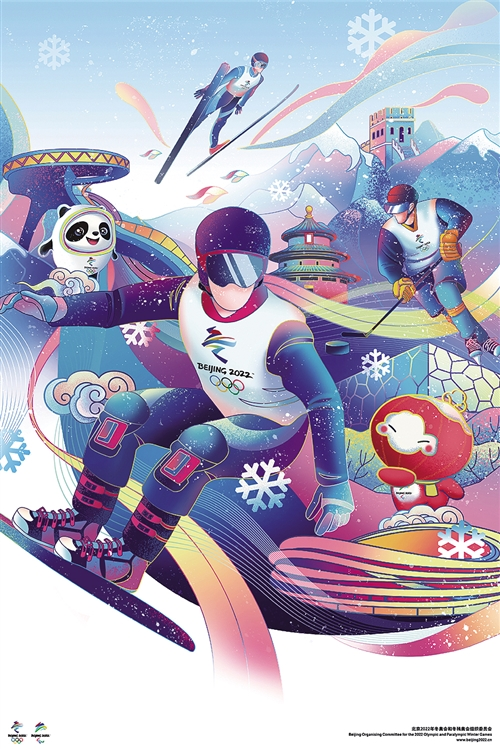 BEIJING 2022
北京2022年冬奥会和冬残奥会组织委员会
Beijing Organising Committee for the 2022 Olympic and Paralympic Winter Games
www.beijing2022.cn